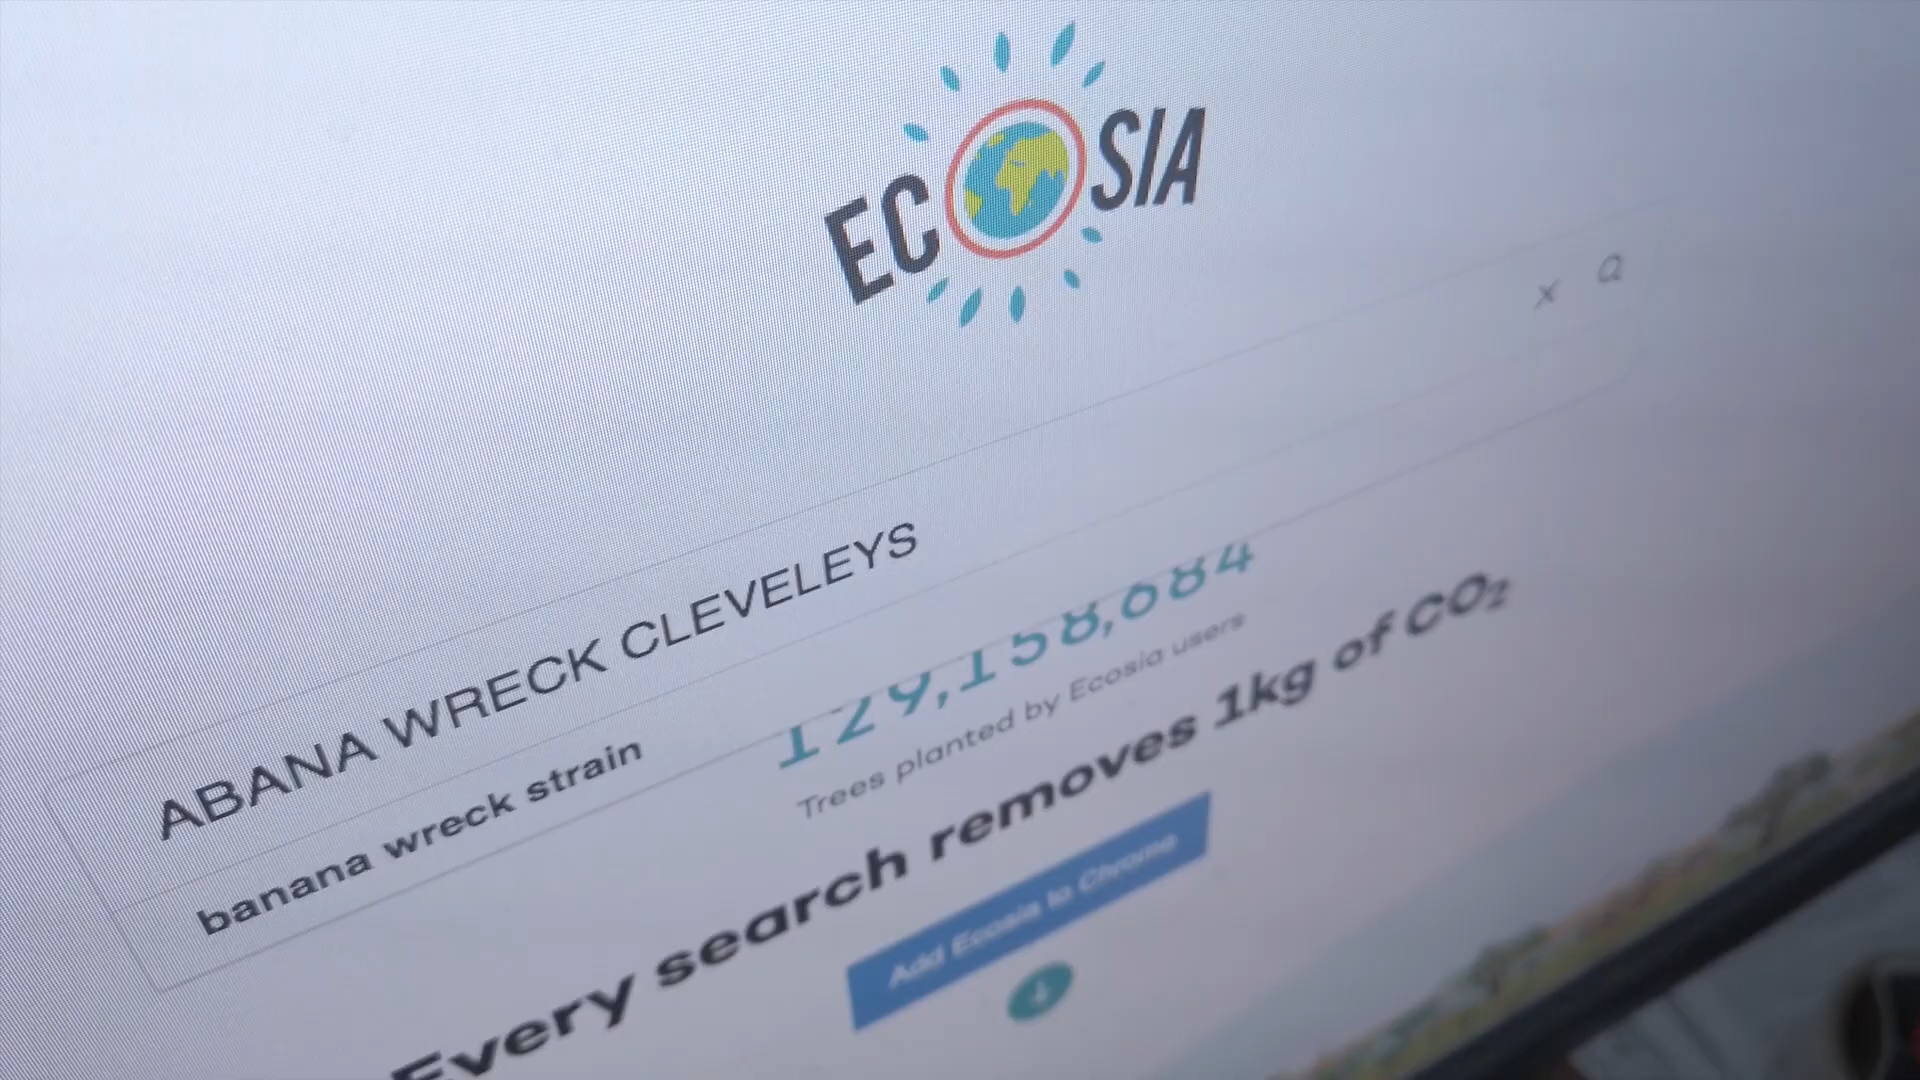 ECOSIA
ABANA WRECK CLEVELEYS
banana wreck strain
129,158,684
Trees planted by Ecosia users
Every search removes 1kg of CO₂
Add Ecosia to Chrome